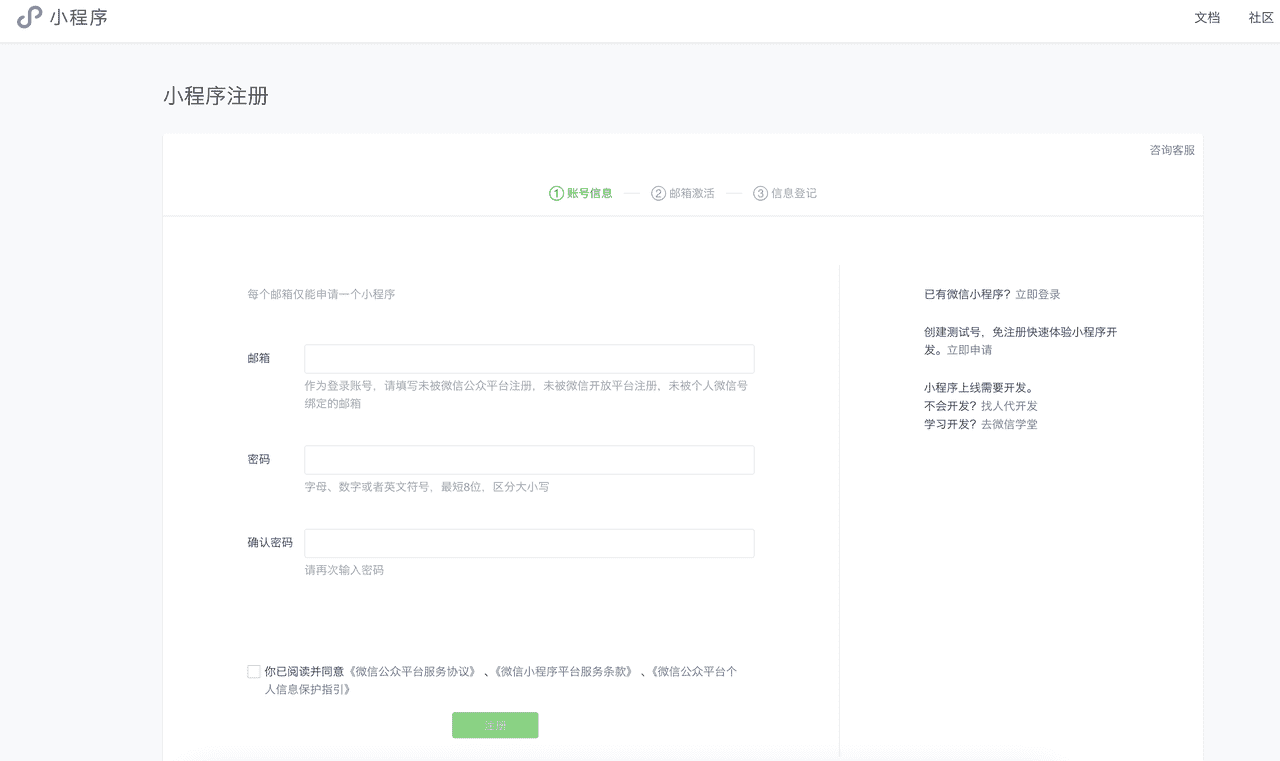 小程序
文档
社区
小程序注册
咨询客服
1 账号信息
2 邮箱激活
3 信息登记
每个邮箱仅能申请一个小程序
邮箱
作为登录账号，请填写未被微信公众平台注册，未被微信开放平台注册，未被个人微信号
绑定的邮箱
密码
字母、数字或者英文符号，最短8位，区分大小写
确认密码
请再次输入密码
你已阅读并同意《微信公众平台服务协议》、《微信小程序平台服务条款》、《微信公众平台个
人信息保护指引》
注册
已有微信小程序？立即登录
创建测试号，免注册快速体验小程序开
发。立即申请
小程序上线需要开发。
不会开发？找人代开发
学习开发？去微信学堂